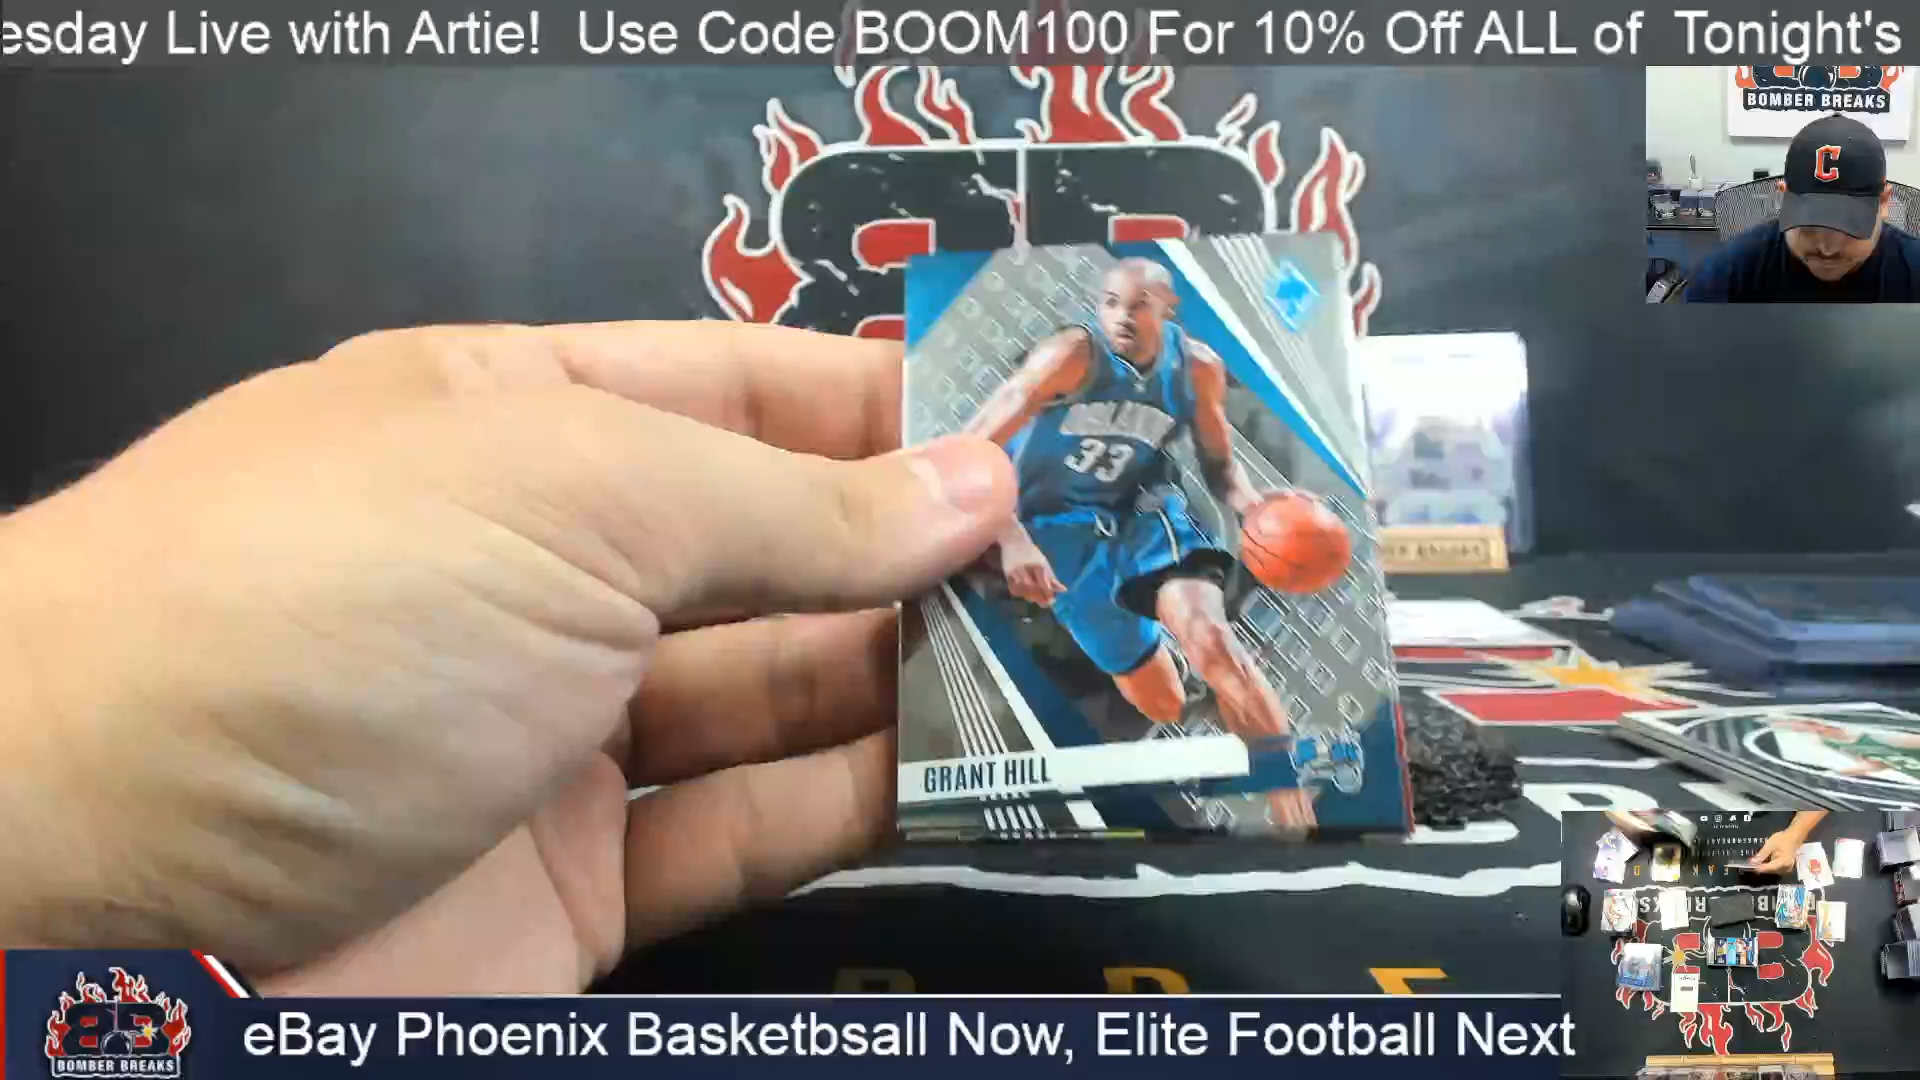 esday Live with Artie!  Use Code BOOM100 For 10% Off ALL of  Tonight's
BOMBER BREAKS
C
ORLANDO
33
GRANT HILL
eBay Phoenix Basketbsall Now, Elite Football Next
BOMBER BREAKS